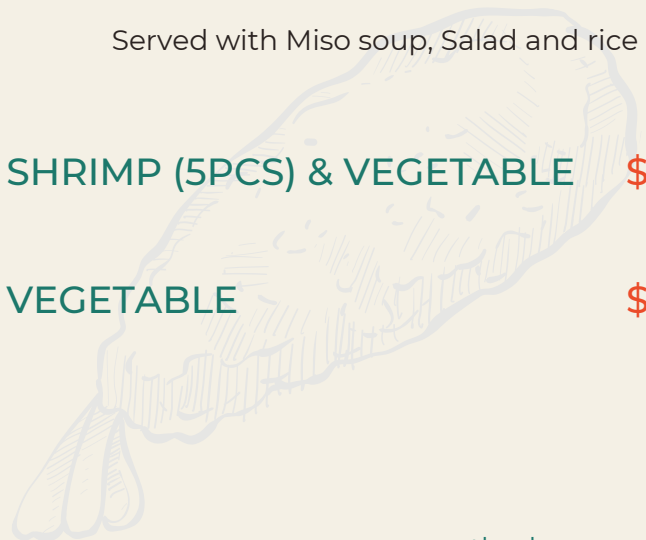 Served with Miso soup, Salad and rice
SHRIMP (5PCS) & VEGETABLE $
VEGETABLE $